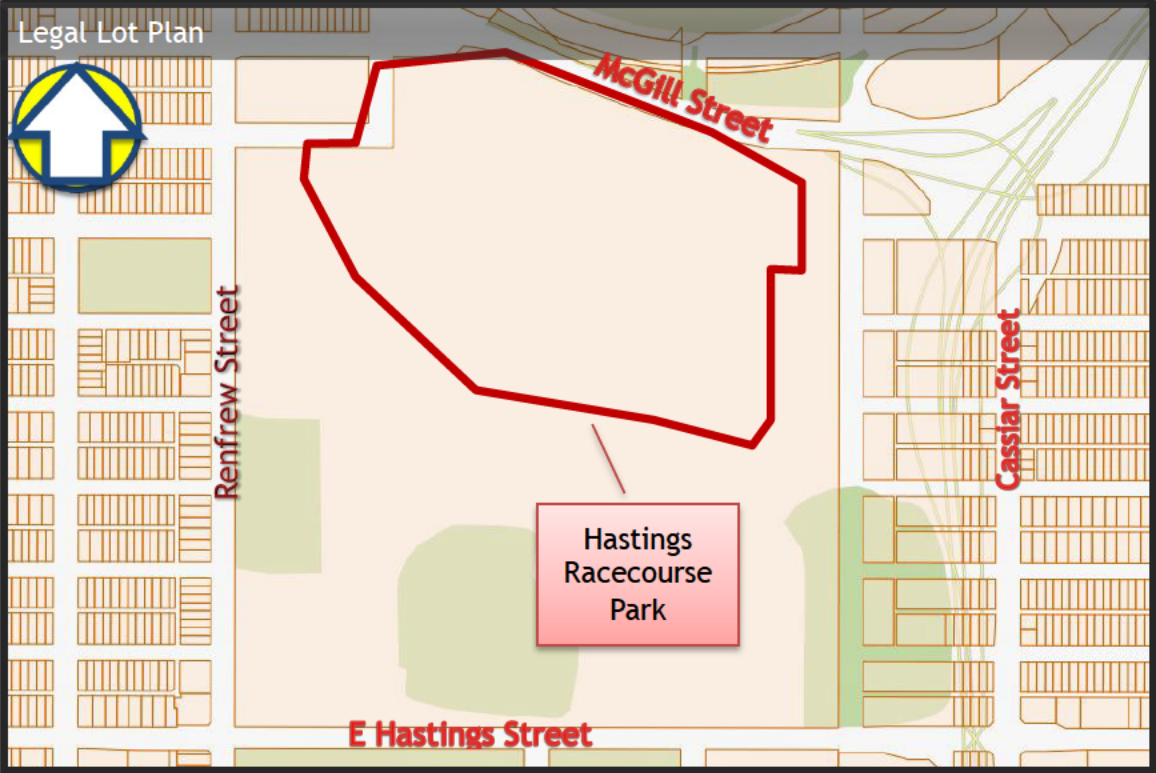 Legal Lot Plan
McGill Street
Renfrew Street
Cassiar Street
Hastings
Racecourse
Park
E Hastings Street